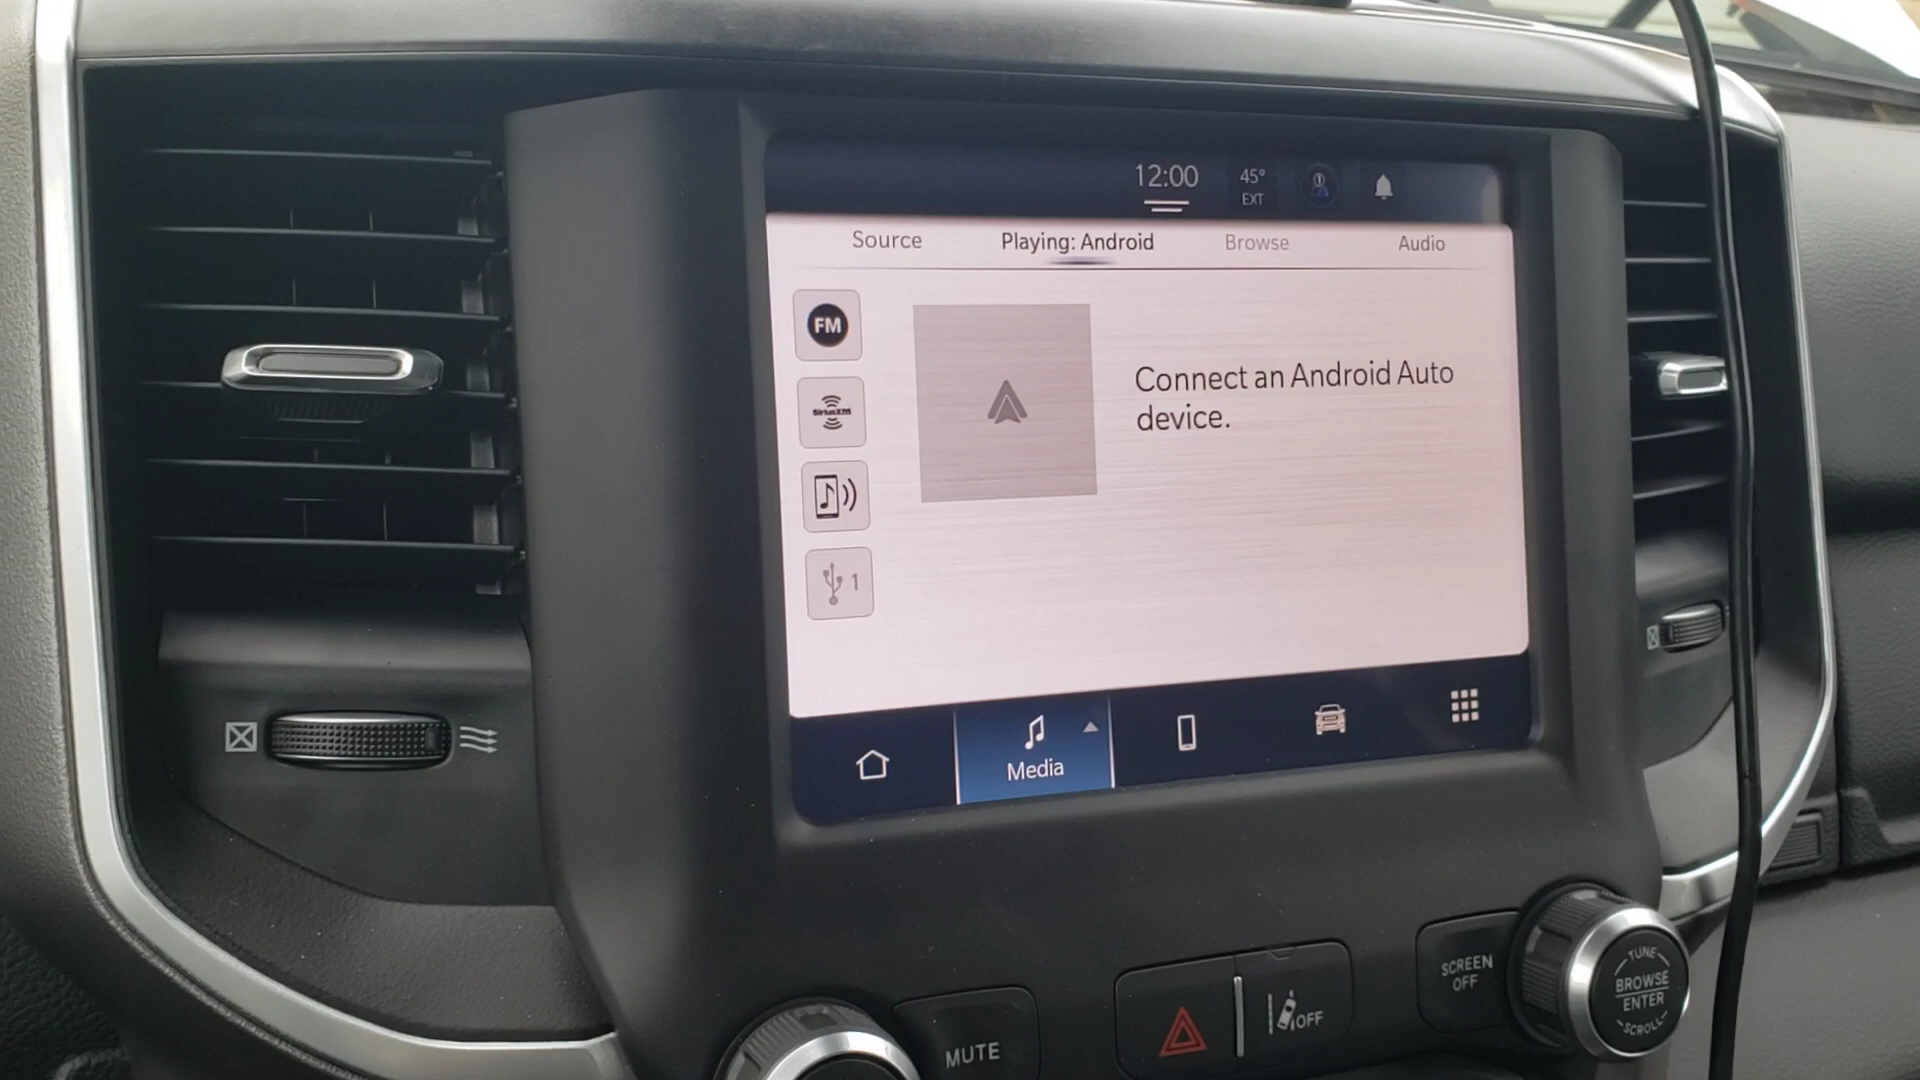 12:00
45°
EXT
1
Source
Playing: Android
Browse
Audio
FM
SiriusXM
Connect an Android Auto
device.
1
Media
MUTE
OFF
SCREEN
OFF
TUNE
BROWSE
ENTER
SCROLL